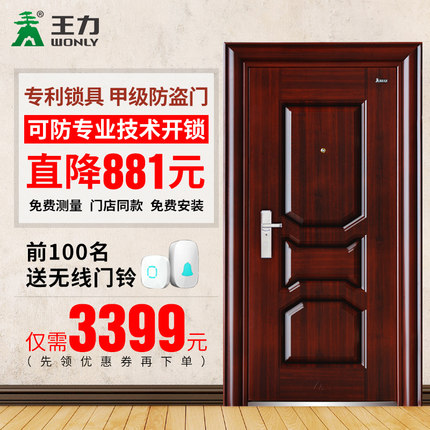 王力
WONLY
专利锁具 甲级防盗门
可防专业技术开锁
直降881元
免费测量 门店同款 免费安装
前100名
送无线门铃
仅需3399元
(先领优惠券再下单)